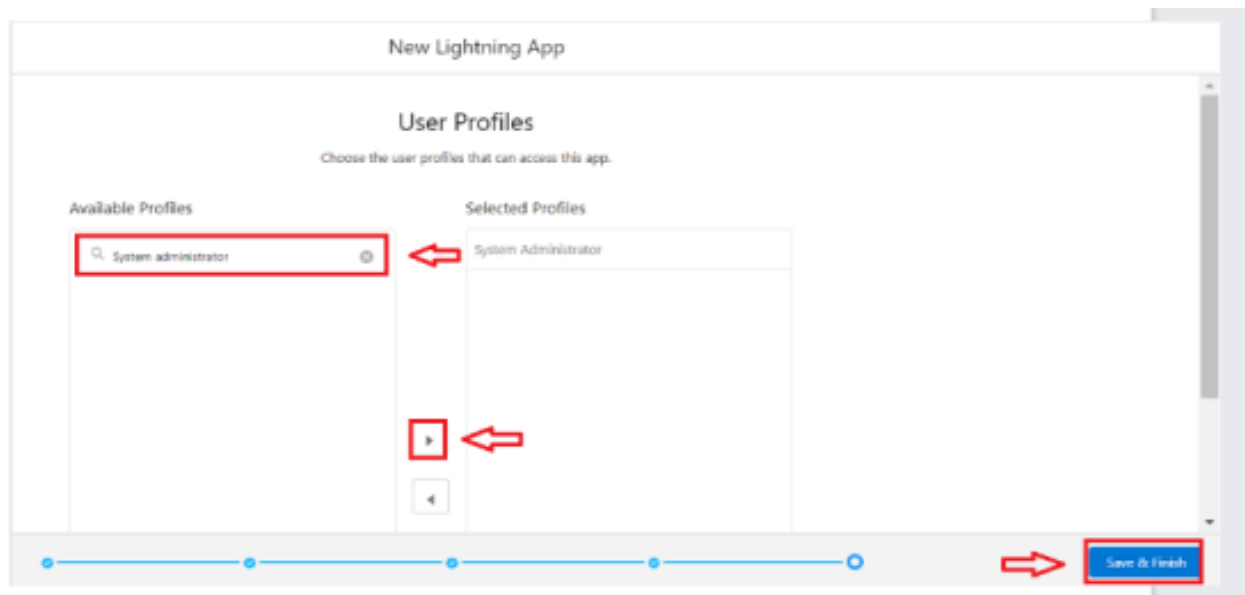 New Lightning App
User Profiles
Choose the user profiles that can access this app.
Available Profiles
Selected Profiles
System administrator
System Administrator
Save & Finish